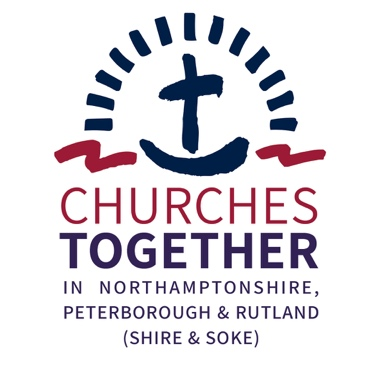 CHURCHES
TOGETHER
IN NORTHAMPTONSHIRE,
PETERBOROUGH & RUTLAND
(SHIRE & SOKE)